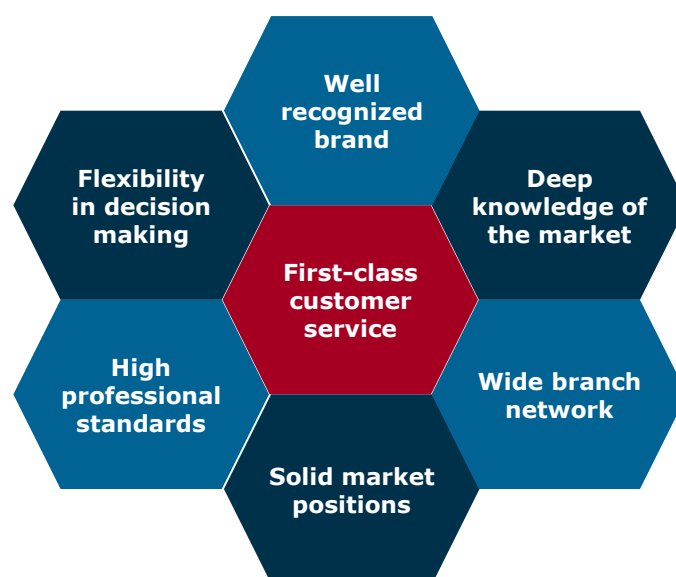 Well
recognized
brand
Flexibility
in decision
making
Deep
knowledge of
the market
First-class
customer
service
High
professional
standards
Wide branch
network
Solid market
positions